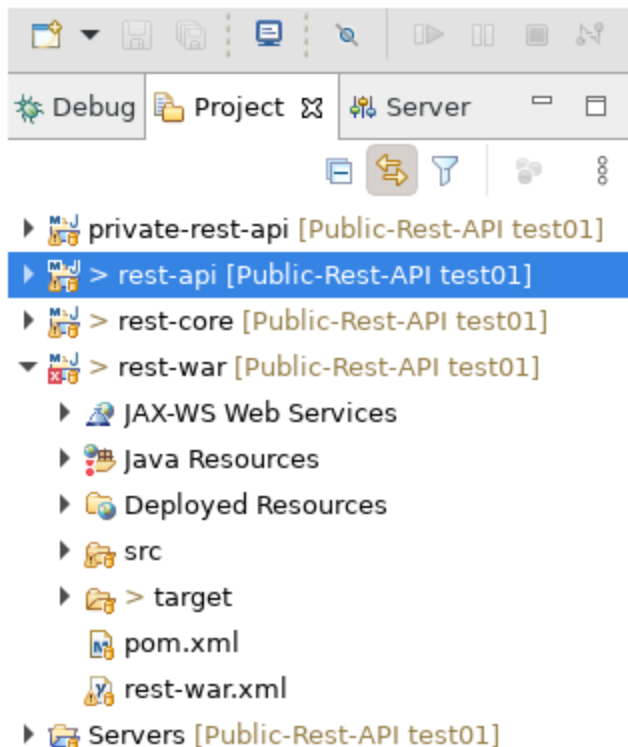 Debug Project Server
private-rest-api [Public-Rest-API test01]
> rest-api [Public-Rest-API test01]
> rest-core [Public-Rest-API test01]
> rest-war [Public-Rest-API test01]
JAX-WS Web Services
Java Resources
Deployed Resources
src
> target
pom.xml
rest-war.xml
Servers [Public-Rest-API test01]